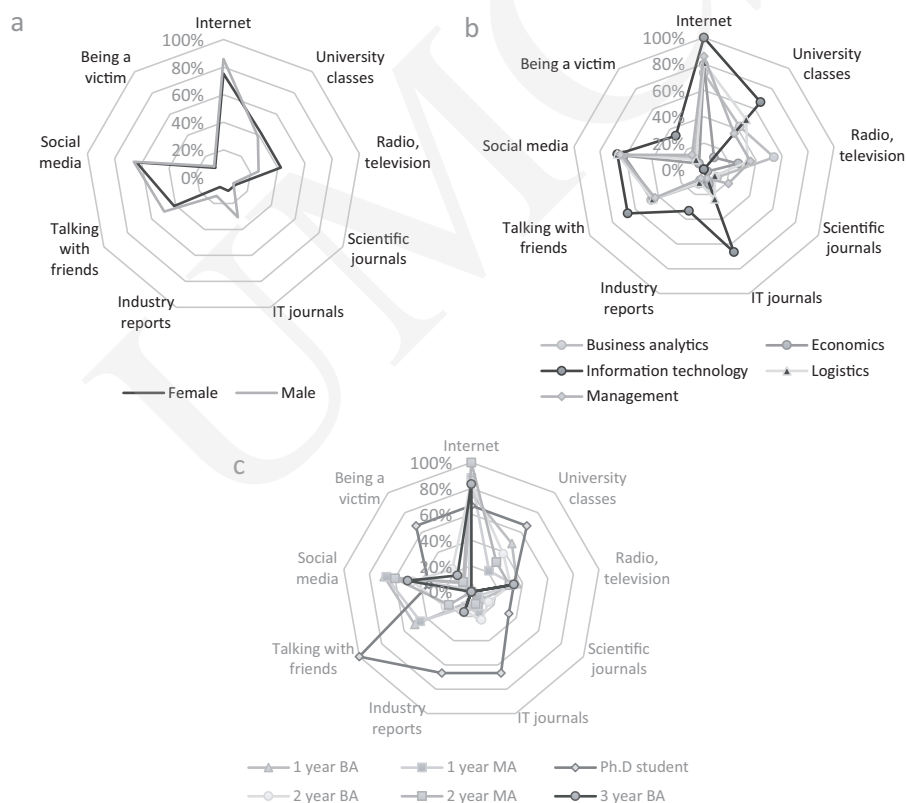 a
Internet
100%
80%
60%
40%
20%
0%
University
classes
Radio,
television
Scientific
journals
IT journals
Industry
reports
Talking
with
friends
Social
media
Being a
victim
Female
Male
b
Internet
100%
80%
60%
40%
20%
0%
University
classes
Radio,
television
Scientific
journals
IT journals
Industry
reports
Talking with
friends
Social media
Being a victim
Business analytics
Economics
Information technology
Logistics
Management
c
Internet
100%
80%
60%
40%
20%
0%
University
classes
Radio,
television
Scientific
journals
IT journals
Industry
reports
Talking with
friends
Social
media
Being a
victim
1 year BA
1 year MA
Ph.D student
2 year BA
2 year MA
3 year BA